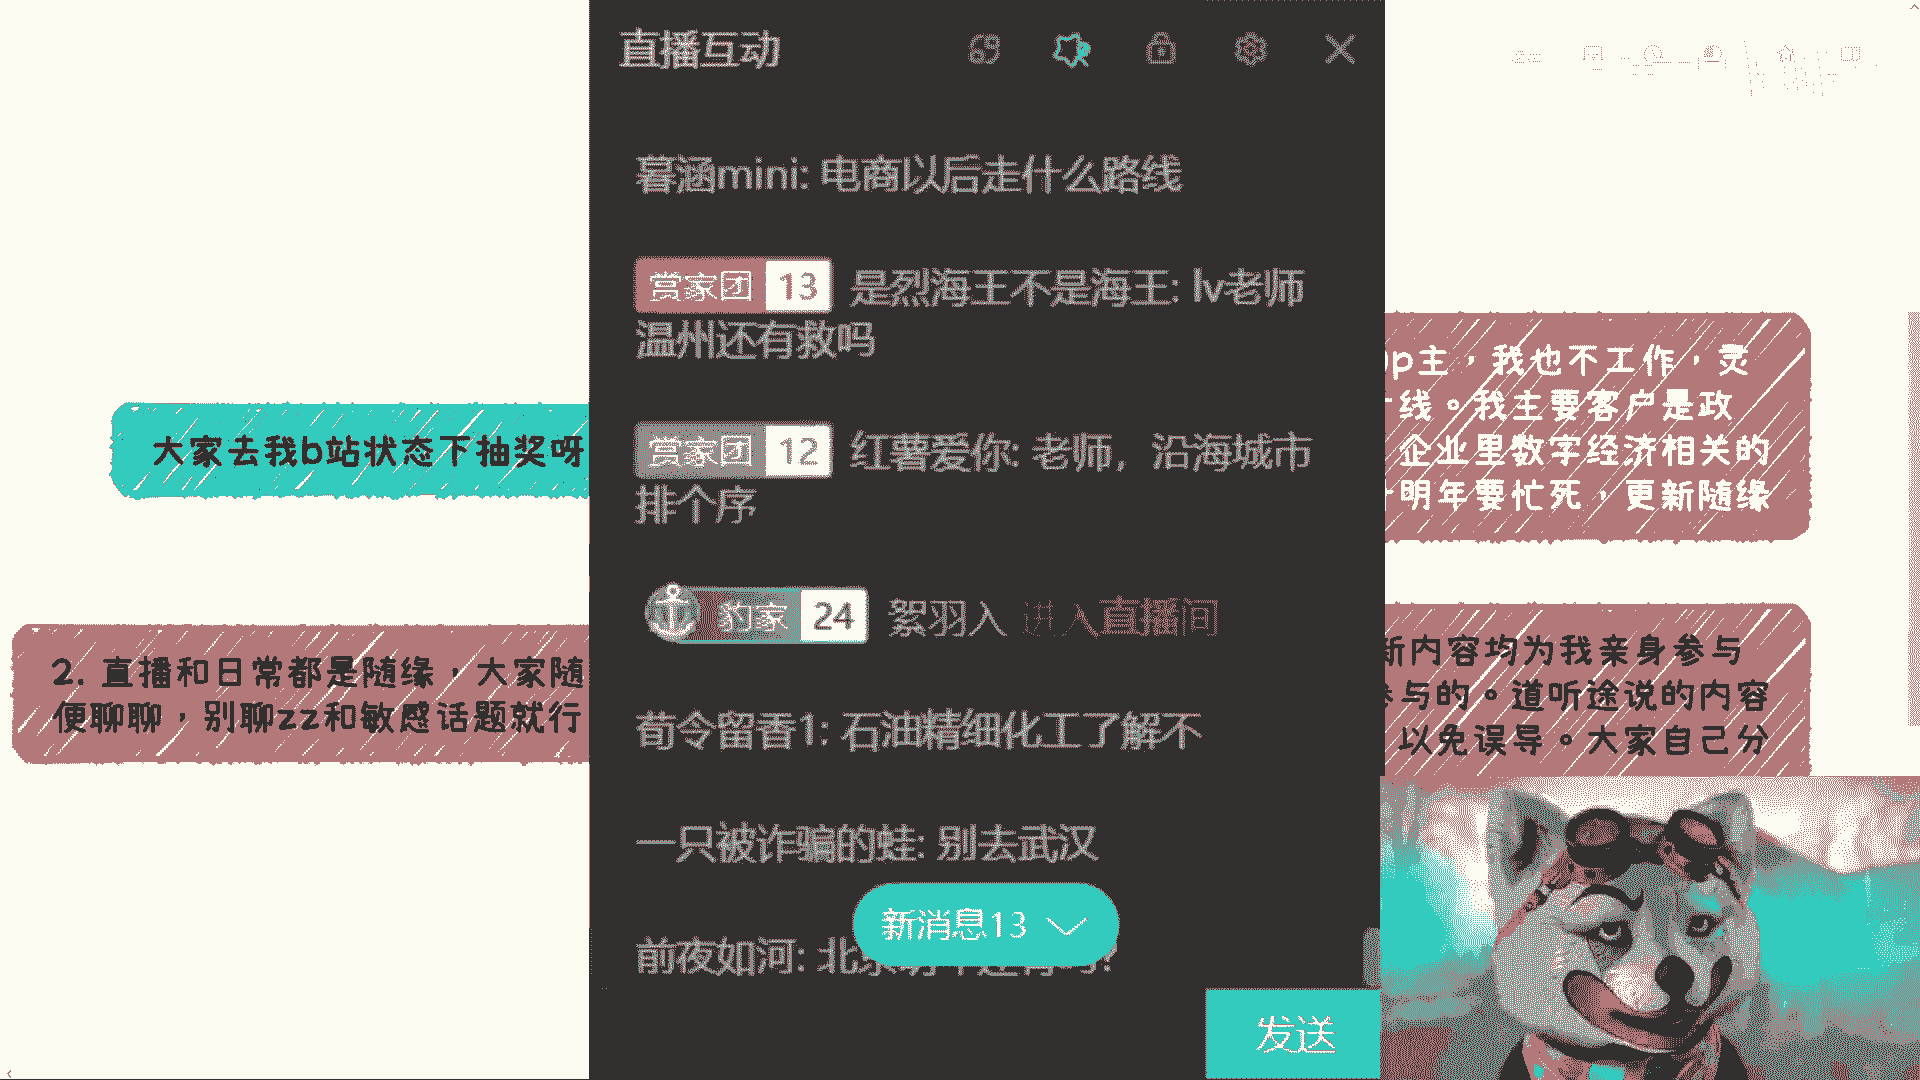 直播互动
暮涵mini: 电商以后走什么路线
赏家团 13 是烈海王不是海王: lv老师
温州还有救吗
赏家团 12 红薯爱你: 老师，沿海城市
排个序
豹家 24 絮羽入 进入直播间
荀令留香1: 石油精细化工了解不
一只被诈骗的蛙: 别去武汉
新消息13
前夜如河: 北京
发送
大家去我b站状态下抽奖呀
2. 直播和日常都是随缘，大家随
便聊聊，别聊zz和敏感话题就行
p主，我也不工作，灵
线。我主要客户是政
企业里数字经济相关的
明年要忙死，更新随缘
新内容均为我亲身参与
参与的。道听途说的内容
以免误导。大家自己分